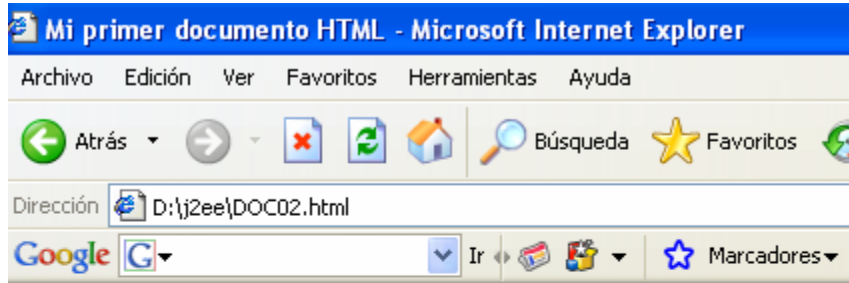 Mi primer documento HTML - Microsoft Internet Explorer
Archivo Edición Ver Favoritos Herramientas Ayuda
Atrás Búsqueda Favoritos
Dirección D:\j2ee\DOC02.html
Google G Ir Marcadores